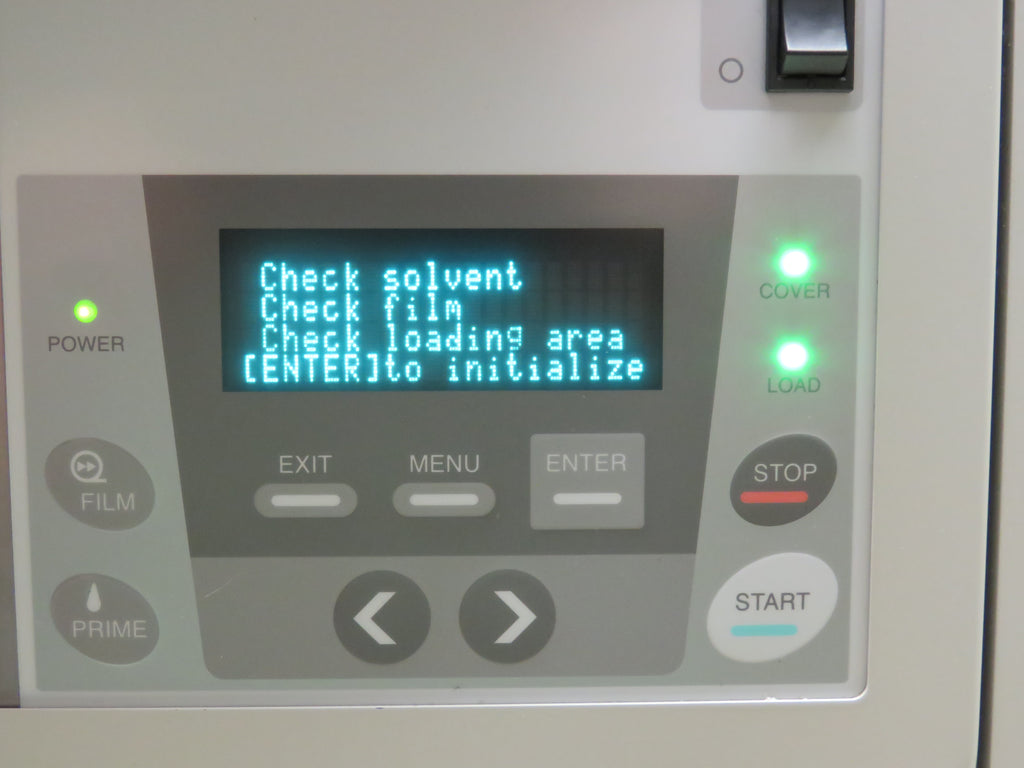 Check solvent
Check film
Check loading area
[ENTER]to initialize
POWER
COVER
LOAD
FILM
EXIT
MENU
ENTER
STOP
PRIME
START